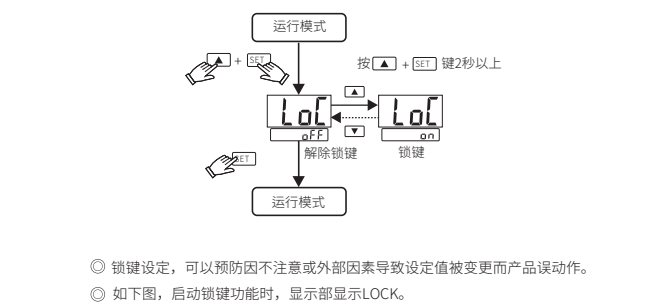 运行模式
▲ + SET
按 ▲ + SET 键2秒以上
▲
LoC
LoC
oFF
on
▼
解除锁键
锁键
SET
运行模式
◎ 锁键设定，可以预防因不注意或外部因素导致设定值被变更而产品误动作。
◎ 如下图，启动锁键功能时，显示部显示LOCK。